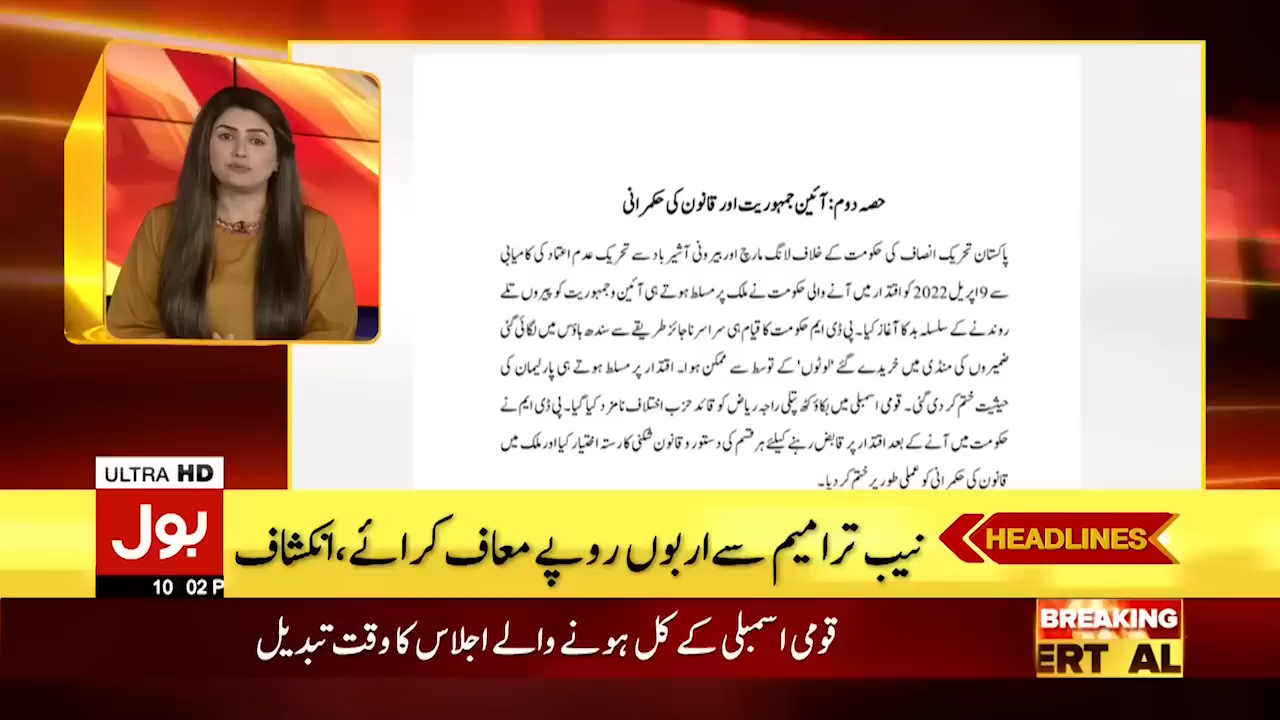 حصہ دوم: آئین جمہوریت اور قانون کی حکمرانی
پاکستان تحریک انصاف کی حکومت کے خلاف لانگ مارچ اور بیرونی آشیرباد سے تحریک عدم اعتماد کی کامیابی
سے 9 اپریل 2022 کو اقتدار میں آنے والی حکومت نے ملک پر مسلط ہوتے ہی آئین و جمہوریت کو پیروں تلے
روندنے کے سلسلہ بد کا آغاز کیا۔ پی ڈی ایم حکومت کا قیام ہی سراسر ناجائز طریقے سے سندھ ہاؤس میں لگائی گئی
ضمیروں کی منڈی میں خریدے گئے 'لوٹوں' کے توسط سے ممکن ہوا۔ اقتدار پر مسلط ہوتے ہی پارلیمان کی
حیثیت ختم کر دی گئی۔ قومی اسمبلی میں بکاؤ کٹھ پتلی راجہ ریاض کو قائد حزب اختلاف نامزد کیا گیا۔ پی ڈی ایم نے
حکومت میں آنے کے بعد اقتدار پر قابض رہنے کیلئے ہر قسم کی دستور و قانون شکنی کا رستہ اختیار کیا اور ملک میں
قانون کی حکمرانی کو عملی طور پر ختم کر دیا۔
ULTRA HD
بول
10 02 P
HEADLINES
نیب ترامیم سے اربوں روپے معاف کرائے، انکشاف
BREAKING
ERT AL
قومی اسمبلی کے کل ہونے والے اجلاس کا وقت تبدیل